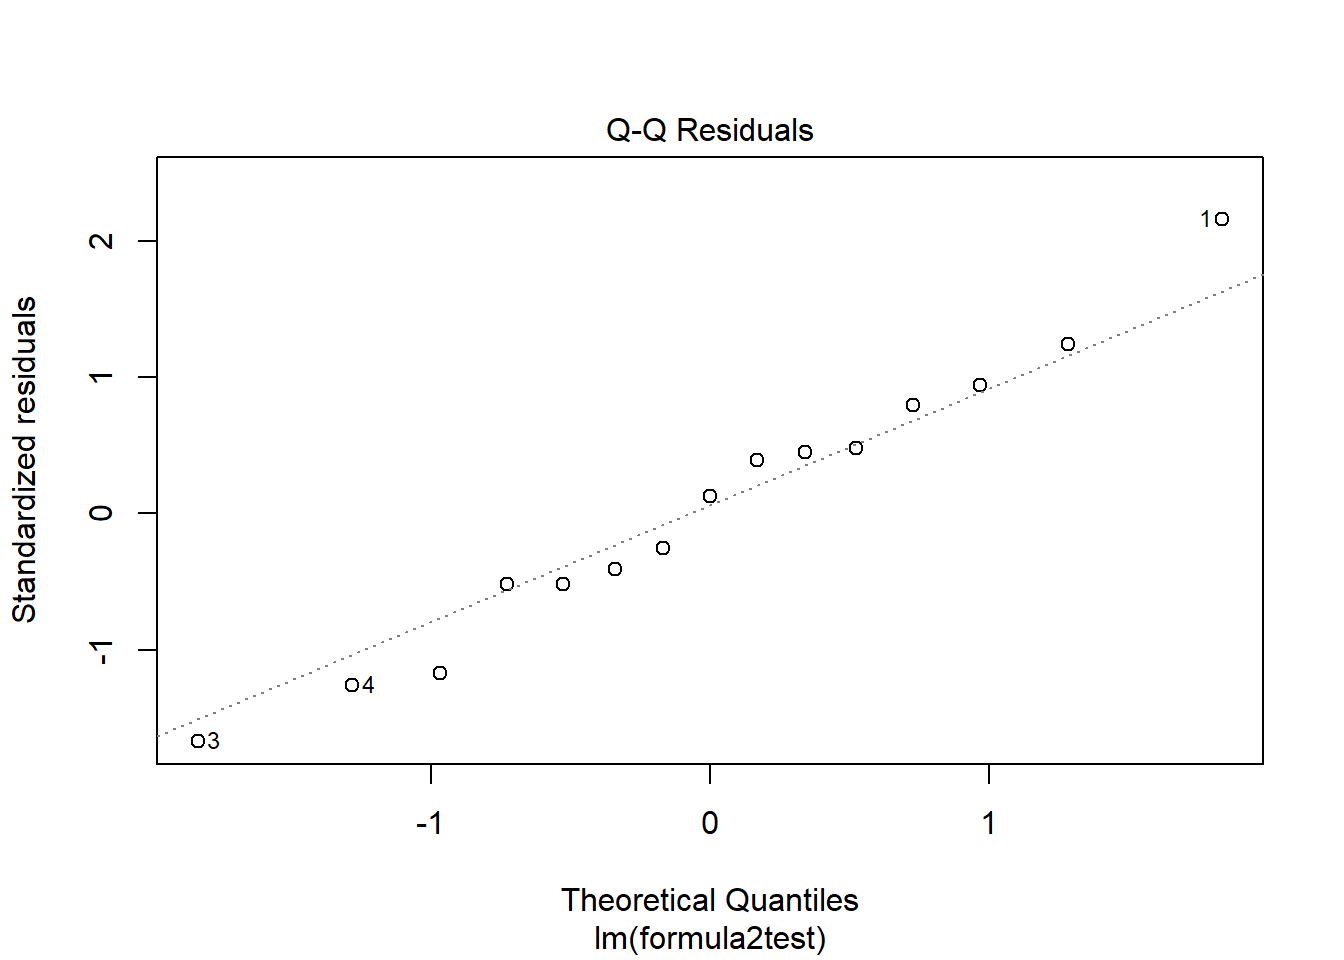 Q-Q Residuals
Standardized residuals
2
1
0
-1
1
4
3
-1
0
1
Theoretical Quantiles
lm(formula2test)